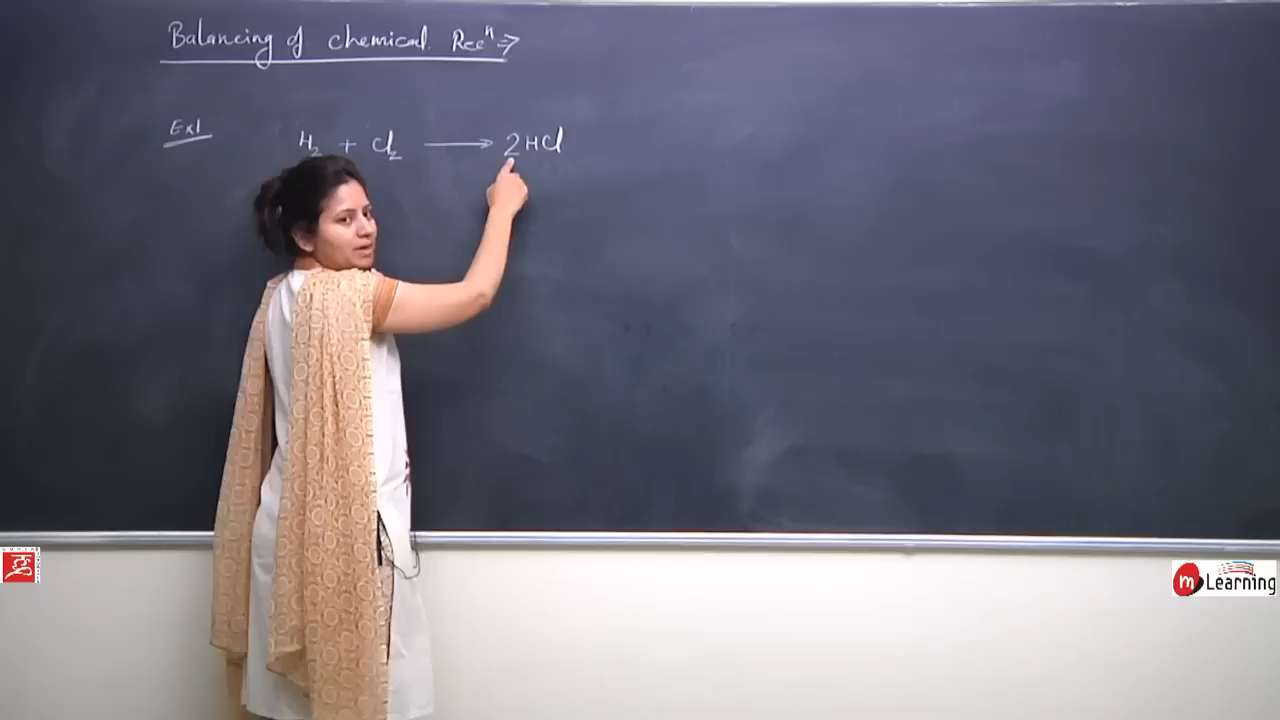 Balancing of chemical Reeⁿ ⇒
Ex1 H₂ + Cl₂ ⟶ 2HCl
ह
m Learning